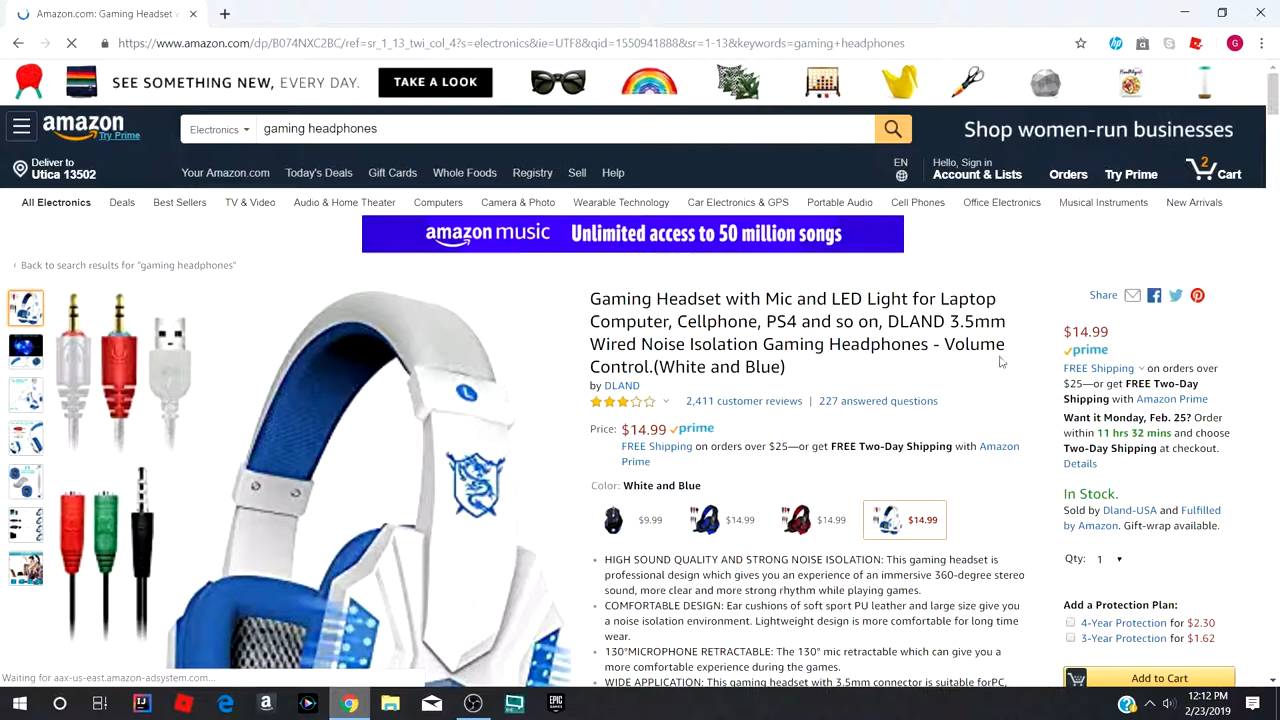 Amazon.com: Gaming Headset v
https://www.amazon.com/dp/B074NXC2BC/ref=sr_1_13_twi_col_4?s=electronics&ie=UTF8&qid=1550941888&sr=1-13&keywords=gaming+headphones
SEE SOMETHING NEW, EVERY DAY. TAKE A LOOK
amazon
Try Prime
Electronics
gaming headphones
Shop women-run businesses
Deliver to
Utica 13502
Your Amazon.com Today's Deals Gift Cards Whole Foods Registry Sell Help
EN
Hello, Sign in
Account & Lists
Orders
Try Prime
2
Cart
All Electronics Deals Best Sellers TV & Video Audio & Home Theater Computers Camera & Photo Wearable Technology Car Electronics & GPS Portable Audio Cell Phones Office Electronics Musical Instruments New Arrivals
amazon music Unlimited access to 50 million songs
‹ Back to search results for "gaming headphones"
Gaming Headset with Mic and LED Light for Laptop
Computer, Cellphone, PS4 and so on, DLAND 3.5mm
Wired Noise Isolation Gaming Headphones - Volume
Control.(White and Blue)
by DLAND
2,411 customer reviews | 227 answered questions
Price: $14.99 prime
FREE Shipping on orders over $25—or get FREE Two-Day Shipping with Amazon
Prime
Color: White and Blue
$9.99 $14.99 $14.99 $14.99
• HIGH SOUND QUALITY AND STRONG NOISE ISOLATION: This gaming headset is
professional design which gives you an experience of an immersive 360-degree stereo
sound, more clear and more strong rhythm while playing games.
• COMFORTABLE DESIGN: Ear cushions of soft sport PU leather and large size give you
a noise isolation environment. Lightweight design is more comfortable for long time
wear.
• 130°MICROPHONE RETRACTABLE: The 130° mic retractable which can give you a
more comfortable experience during the games.
• WIDE APPLICATION: This gaming headset with 3.5mm connector is suitable forPC,
Share
$14.99
prime
FREE Shipping on orders over
$25—or get FREE Two-Day
Shipping with Amazon Prime
Want it Monday, Feb. 25? Order
within 11 hrs 32 mins and choose
Two-Day Shipping at checkout.
Details
In Stock.
Sold by Dland-USA and Fulfilled
by Amazon. Gift-wrap available.
Qty: 1
Add a Protection Plan:
4-Year Protection for $2.30
3-Year Protection for $1.62
Add to Cart
Waiting for aax-us-east.amazon-adsystem.com...
12:12 PM
2/23/2019